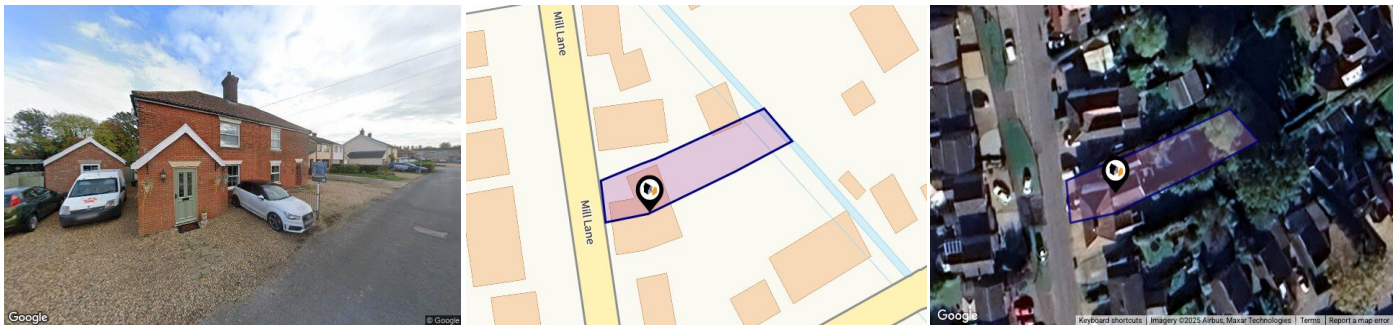 Google
© Google
Mill Lane
Mill Lane
Google
Keyboard shortcuts
Imagery ©2025 Airbus, Maxar Technologies
Terms
Report a map error